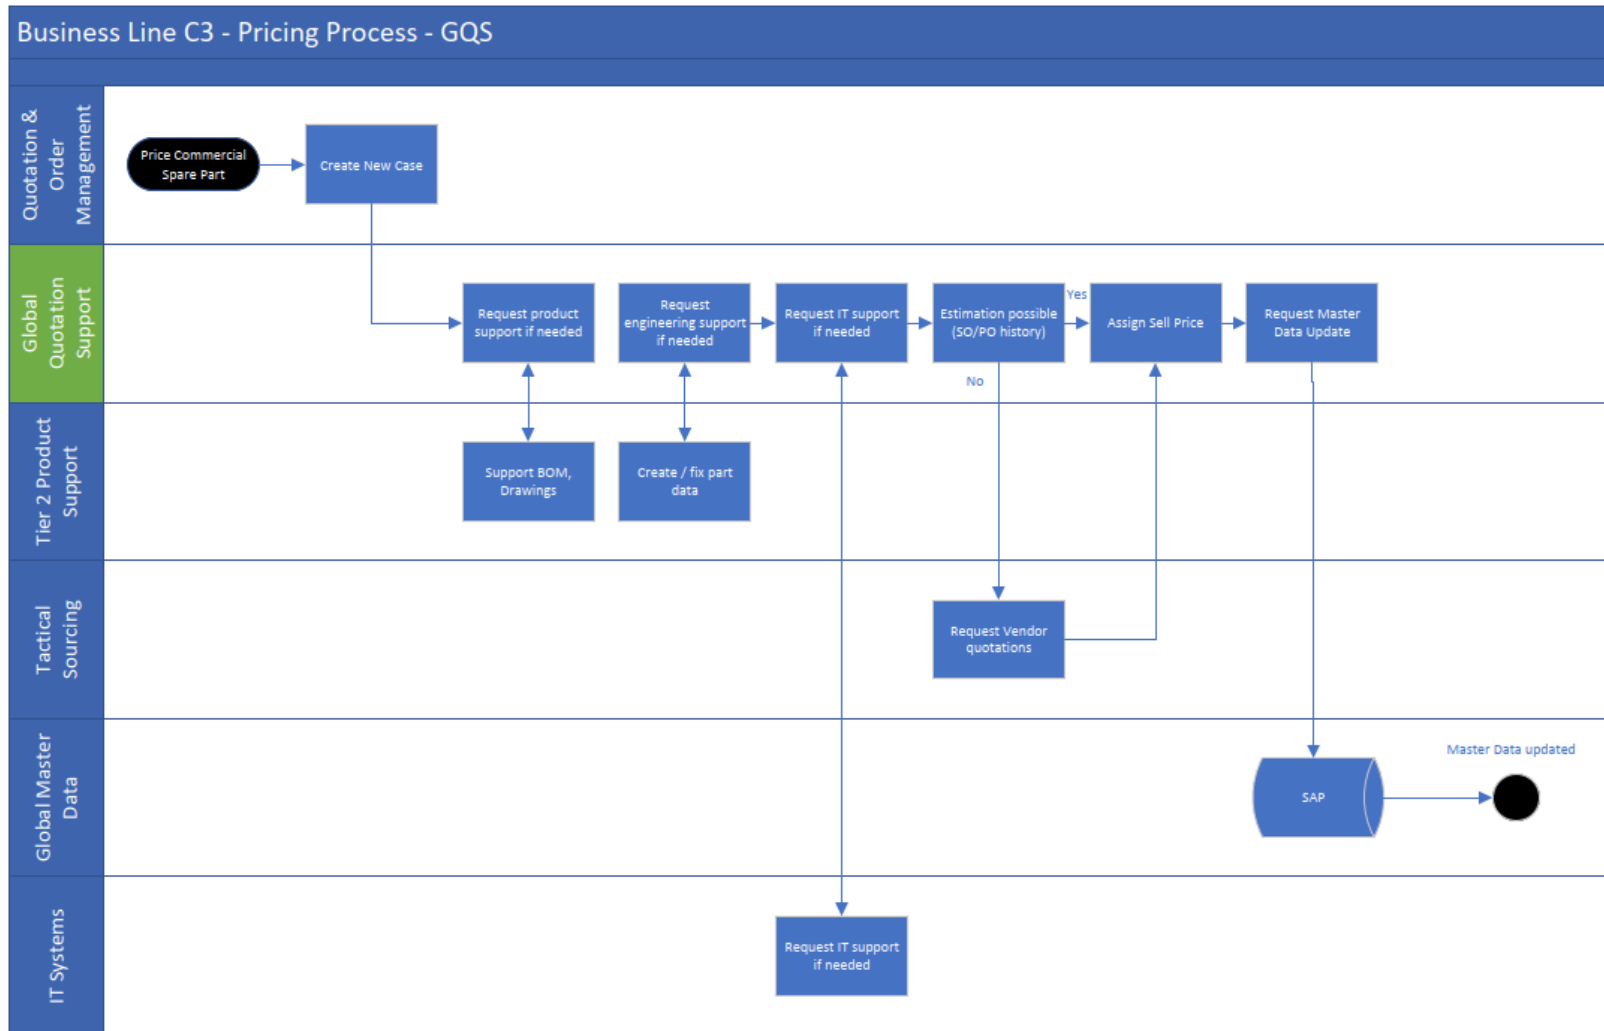 Business Line C3 - Pricing Process - GQS
Quotation &
Order
Management
Price Commercial
Spare Part
Create New Case
Global
Quotation
Support
Request product
support if needed
Request
engineering support
if needed
Request IT support
if needed
Estimation possible
(SO/PO history)
Yes
No
Assign Sell Price
Request Master
Data Update
Tier 2 Product
Support
Support BOM,
Drawings
Create / fix part
data
Tactical
Sourcing
Request Vendor
quotations
Global Master
Data
SAP
Master Data updated
IT Systems
Request IT support
if needed